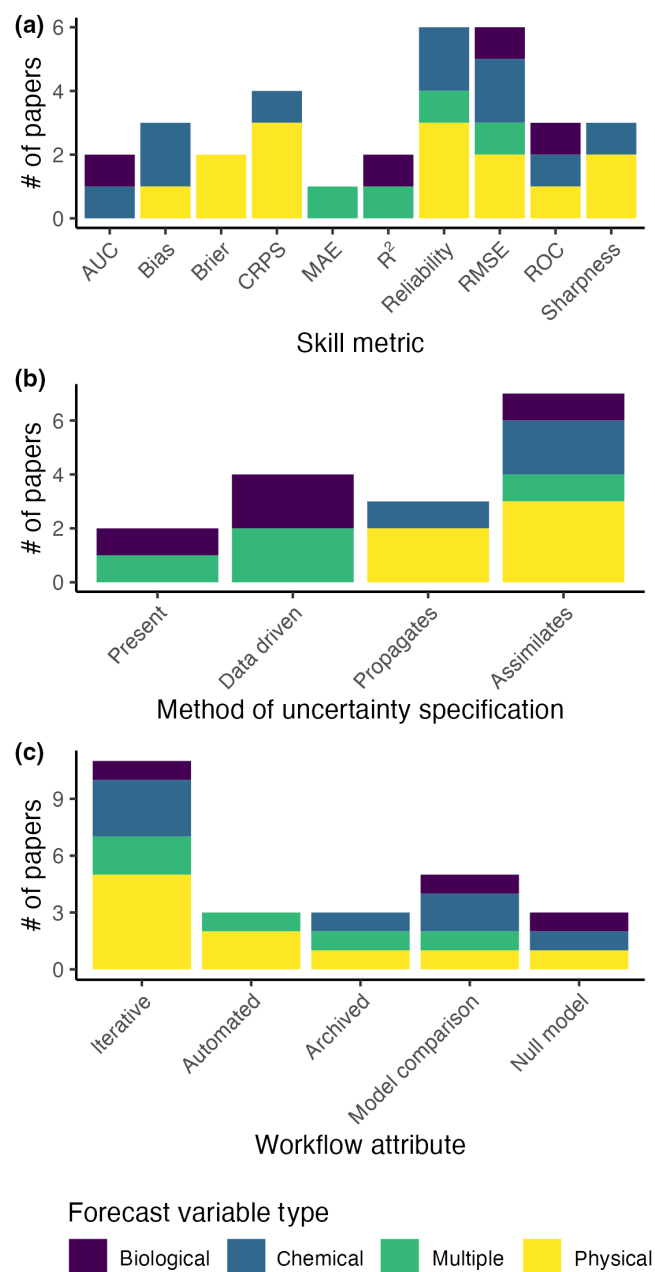 (a)
# of papers
6
4
2
0
AUC
Bias
Brier
CRPS
MAE
R²
Reliability
RMSE
ROC
Sharpness
Skill metric
(b)
# of papers
6
4
2
0
Present
Data driven
Propagates
Assimilates
Method of uncertainty specification
(c)
# of papers
9
6
3
0
Iterative
Automated
Archived
Model comparison
Null model
Workflow attribute
Forecast variable type
Biological Chemical Multiple Physical